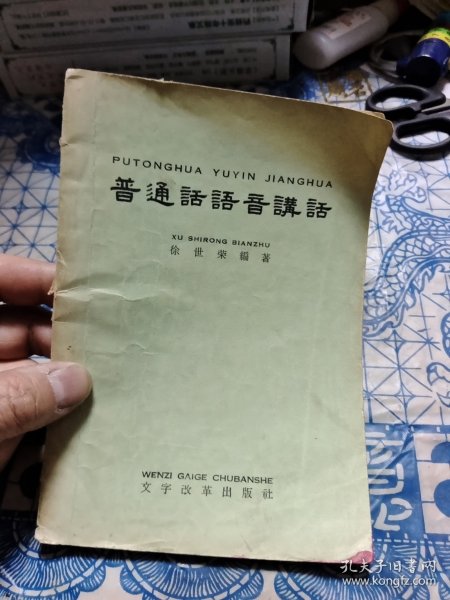 PUTONGHUA YUYIN JIANGHUA
普通話語音講話
XU SHIRONG BIANZHU
徐世荣編著
WENZI GAIGE CHUBANSHE
文字改革出版社
孔夫子旧书网
www.kongfz.com